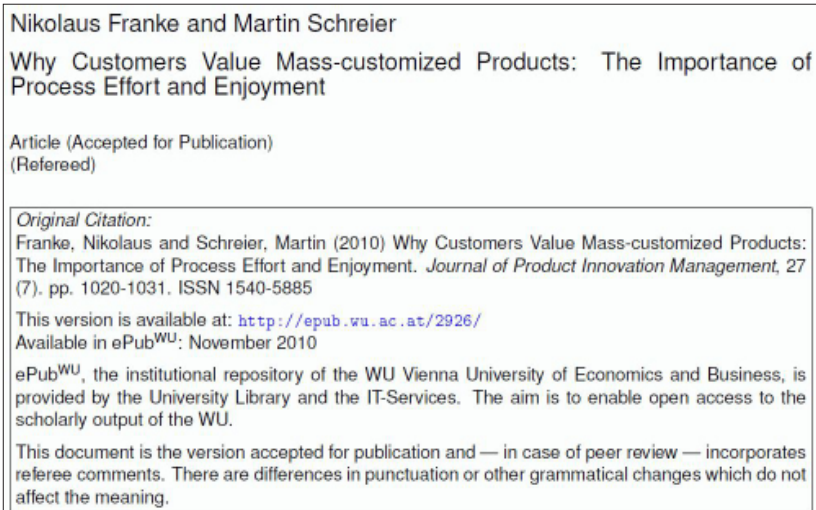 Nikolaus Franke and Martin Schreier
Why Customers Value Mass-customized Products: The Importance of
Process Effort and Enjoyment
Article (Accepted for Publication)
(Refereed)
Original Citation:
Franke, Nikolaus and Schreier, Martin (2010) Why Customers Value Mass-customized Products:
The Importance of Process Effort and Enjoyment. Journal of Product Innovation Management, 27
(7). pp. 1020-1031. ISSN 1540-5885
This version is available at: http://epub.wu.ac.at/2926/
Available in ePubWU: November 2010
ePubWU, the institutional repository of the WU Vienna University of Economics and Business, is
provided by the University Library and the IT-Services. The aim is to enable open access to the
scholarly output of the WU.
This document is the version accepted for publication and — in case of peer review — incorporates
referee comments. There are differences in punctuation or other grammatical changes which do not
affect the meaning.